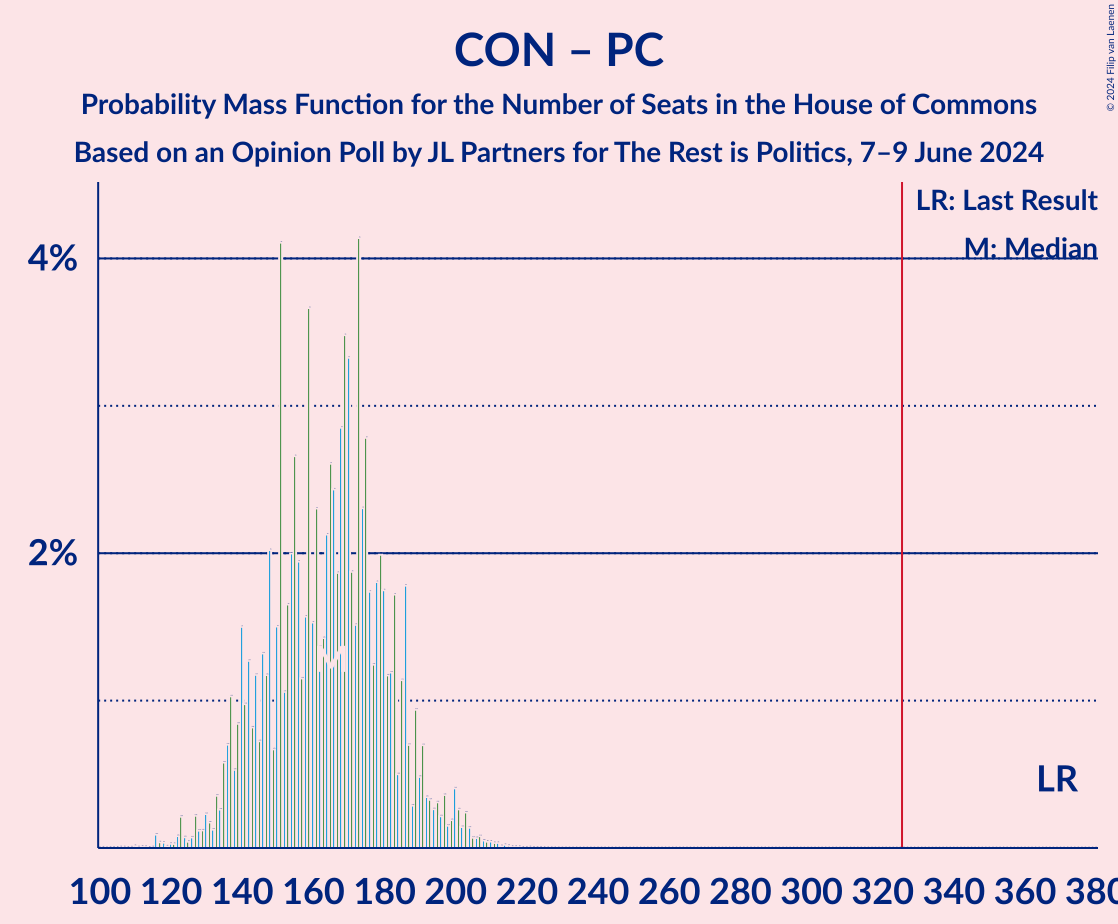 CON – PC
Probability Mass Function for the Number of Seats in the House of Commons
Based on an Opinion Poll by JL Partners for The Rest is Politics, 7–9 June 2024
© 2024 Filip van Laenen
LR: Last Result
M: Median
4%
2%
M
LR
100 120 140 160 180 200 220 240 260 280 300 320 340 360 380